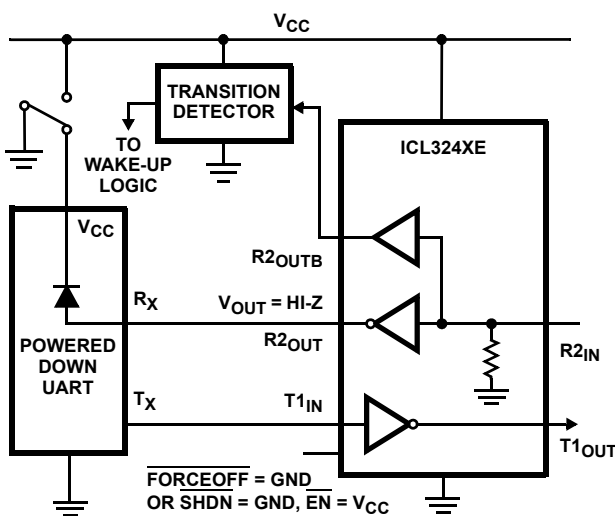 VCC
TRANSITION
DETECTOR
TO
WAKE-UP
LOGIC
ICL324XE
VCC
R2OUTB
RX
VOUT = HI-Z
R2OUT
R2IN
POWERED
DOWN
UART
TX
T1IN
T1OUT
FORCEOFF = GND
OR SHDN = GND, EN = VCC